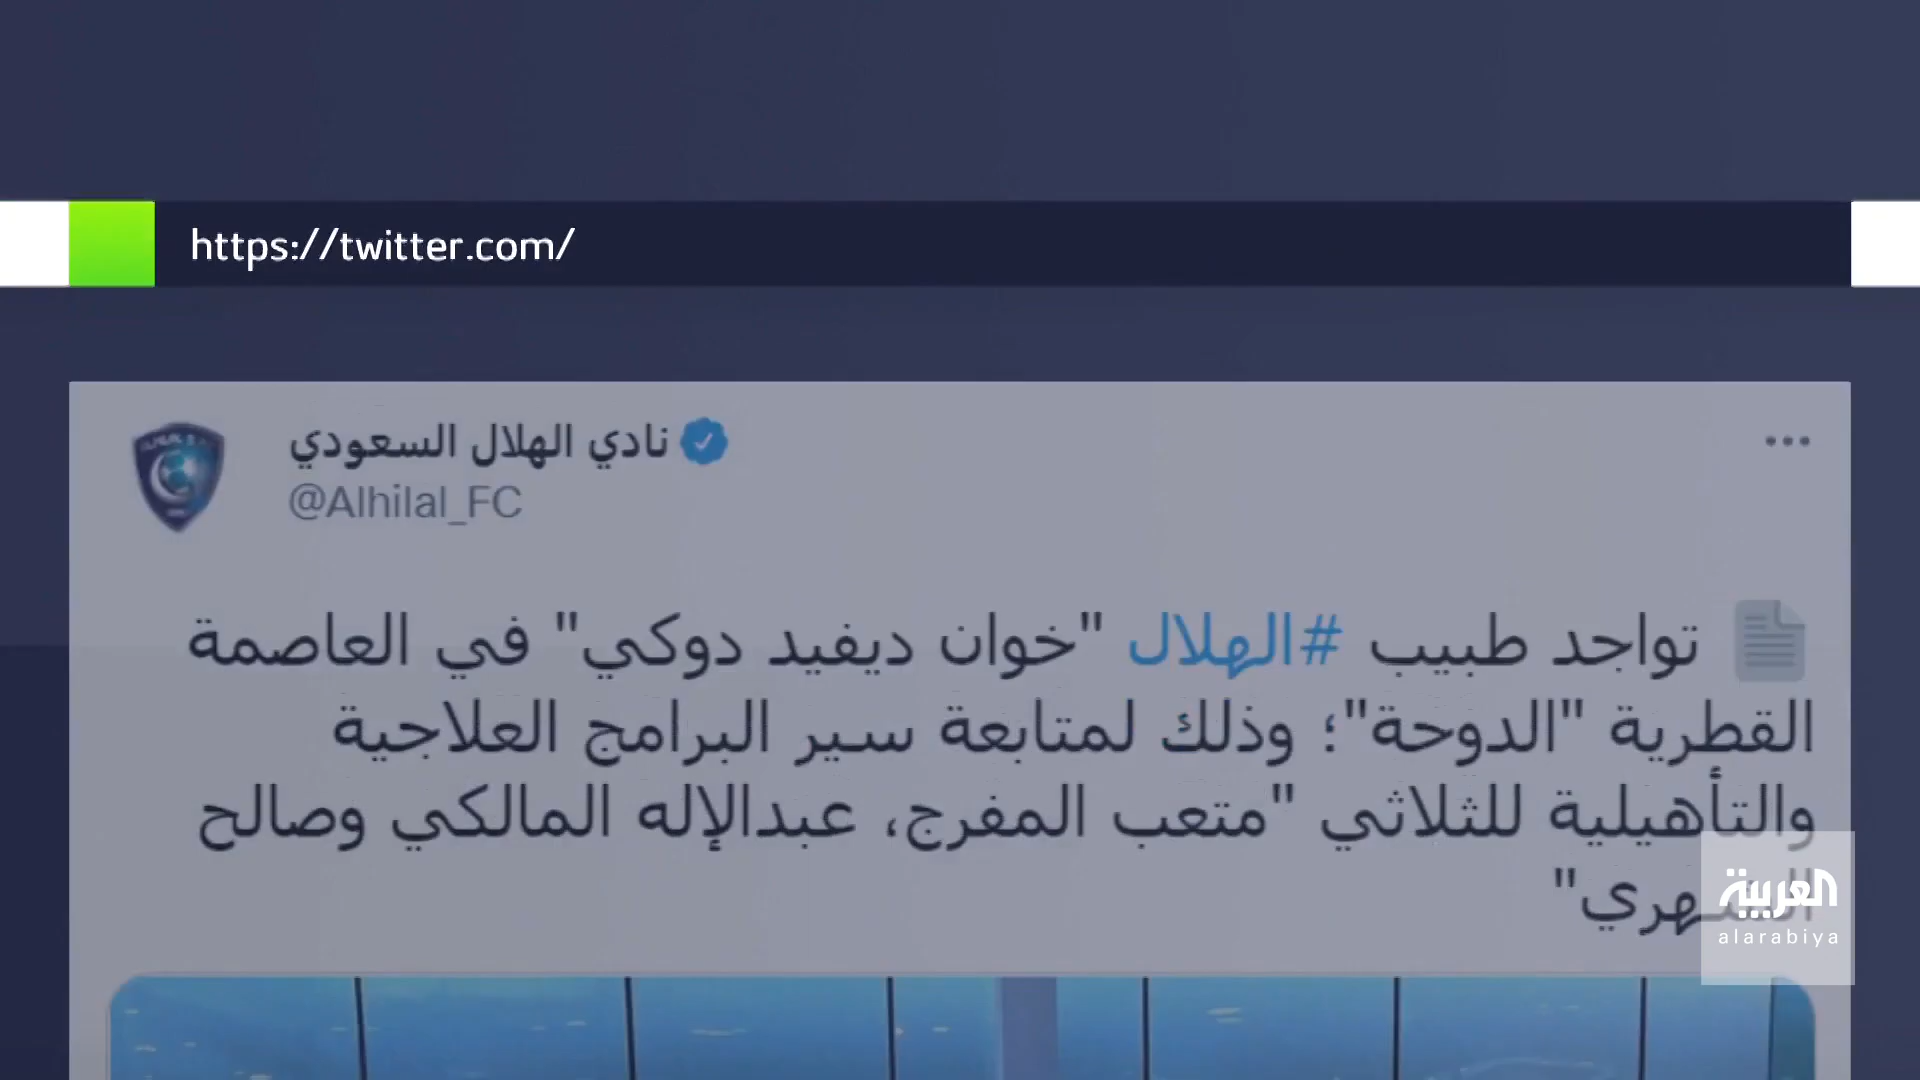 https://twitter.com/
نادي الهلال السعودي
@Alhilal_FC
تواجد طبيب #الهلال "خوان ديفيد دوكي" في العاصمة
القطرية "الدوحة"؛ وذلك لمتابعة سير البرامج العلاجية
والتأهيلية للثلاثي "متعب المفرج، عبدالإله المالكي وصالح
الشهري"
العربية
alarabiya